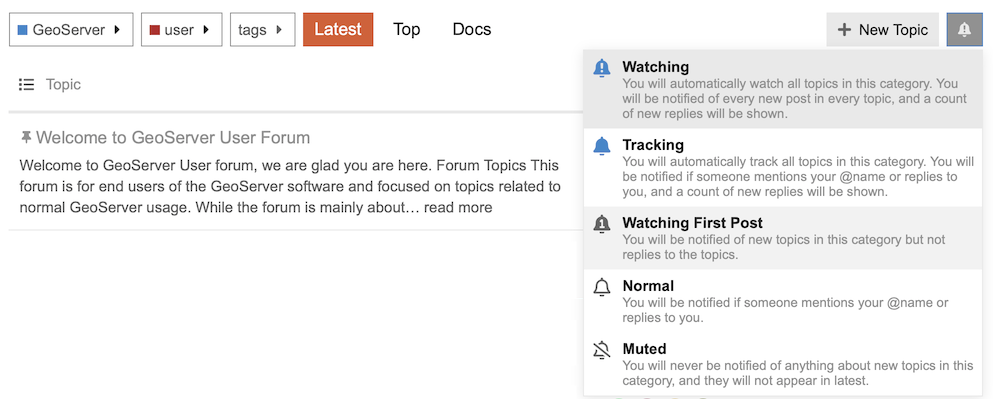 GeoServer user tags Latest Top Docs New Topic
Topic
Welcome to GeoServer User Forum
Welcome to GeoServer User forum, we are glad you are here. Forum Topics This
forum is for end users of the GeoServer software and focused on topics related to
normal GeoServer usage. While the forum is mainly about… read more
Watching
You will automatically watch all topics in this category. You
will be notified of every new post in every topic, and a count
of new replies will be shown.
Tracking
You will automatically track all topics in this category. You will
be notified if someone mentions your @name or replies to
you, and a count of new replies will be shown.
1
Watching First Post
You will be notified of new topics in this category but not
replies to the topics.
Normal
You will be notified if someone mentions your @name or
replies to you.
Muted
You will never be notified of anything about new topics in this
category, and they will not appear in latest.